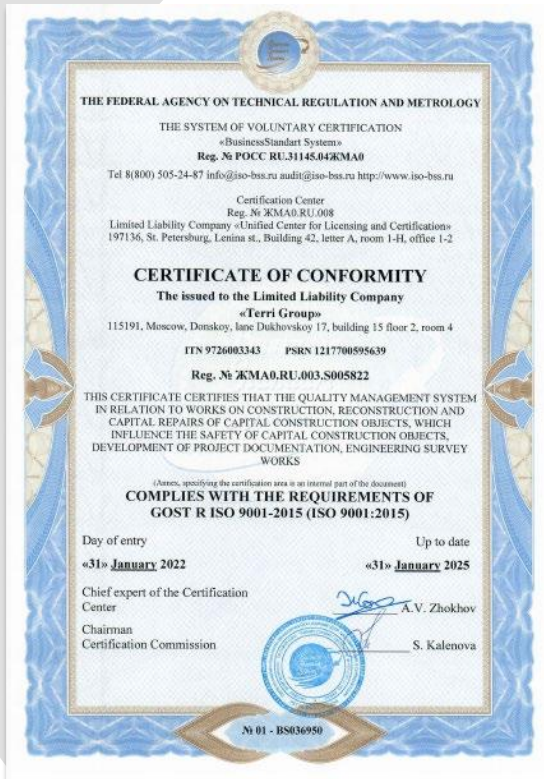 THE FEDERAL AGENCY ON TECHNICAL REGULATION AND METROLOGY
THE SYSTEM OF VOLUNTARY CERTIFICATION
«BusinessStandart System»
Reg. № РОСС RU.31145.04ЖМА0
Tel 8(800) 505-24-87 info@iso-bss.ru audit@iso-bss.ru http://www.iso-bss.ru
Certification Center
Reg. № ЖМА0.RU.008
Limited Liability Company «Unified Center for Licensing and Certification»
197136, St. Petersburg, Lenina st., Building 42, letter A, room 1-H, office 1-2
CERTIFICATE OF CONFORMITY
The issued to the Limited Liability Company
«Terri Group»
115191, Moscow, Donskoy, lane Dukhovskoy 17, building 15 floor 2, room 4
ITN 9726003343 PSRN 1217700595639
Reg. № ЖМА0.RU.003.S005822
THIS CERTIFICATE CERTIFIES THAT THE QUALITY MANAGEMENT SYSTEM
IN RELATION TO WORKS ON CONSTRUCTION, RECONSTRUCTION AND
CAPITAL REPAIRS OF CAPITAL CONSTRUCTION OBJECTS, WHICH
INFLUENCE THE SAFETY OF CAPITAL CONSTRUCTION OBJECTS,
DEVELOPMENT OF PROJECT DOCUMENTATION, ENGINEERING SURVEY
WORKS
(Annex, specifying the certification area is an internal part of the document)
COMPLIES WITH THE REQUIREMENTS OF
GOST R ISO 9001-2015 (ISO 9001:2015)
Day of entry Up to date
«31» January 2022 «31» January 2025
Chief expert of the Certification
Center A.V. Zhokhov
Chairman
Certification Commission S. Kalenova
№ 01 - BS036950